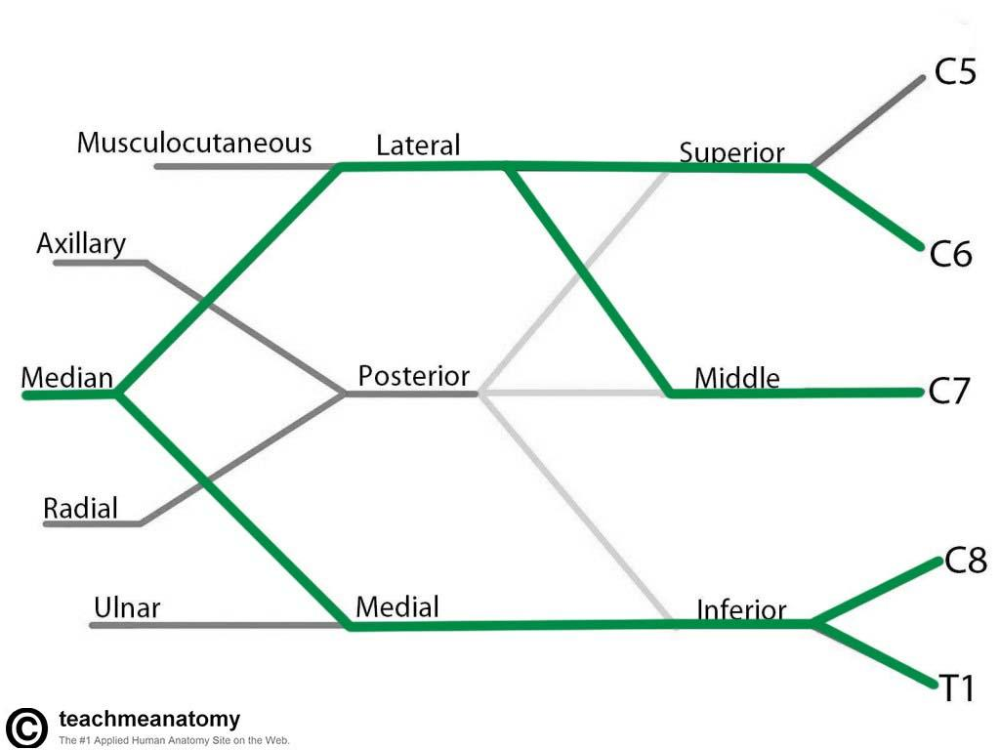 C5
Musculocutaneous
Lateral
Superior
Axillary
C6
Median
Posterior
Middle
C7
Radial
C8
Ulnar
Medial
Inferior
T1
© teachmeanatomy
The #1 Applied Human Anatomy Site on the Web.